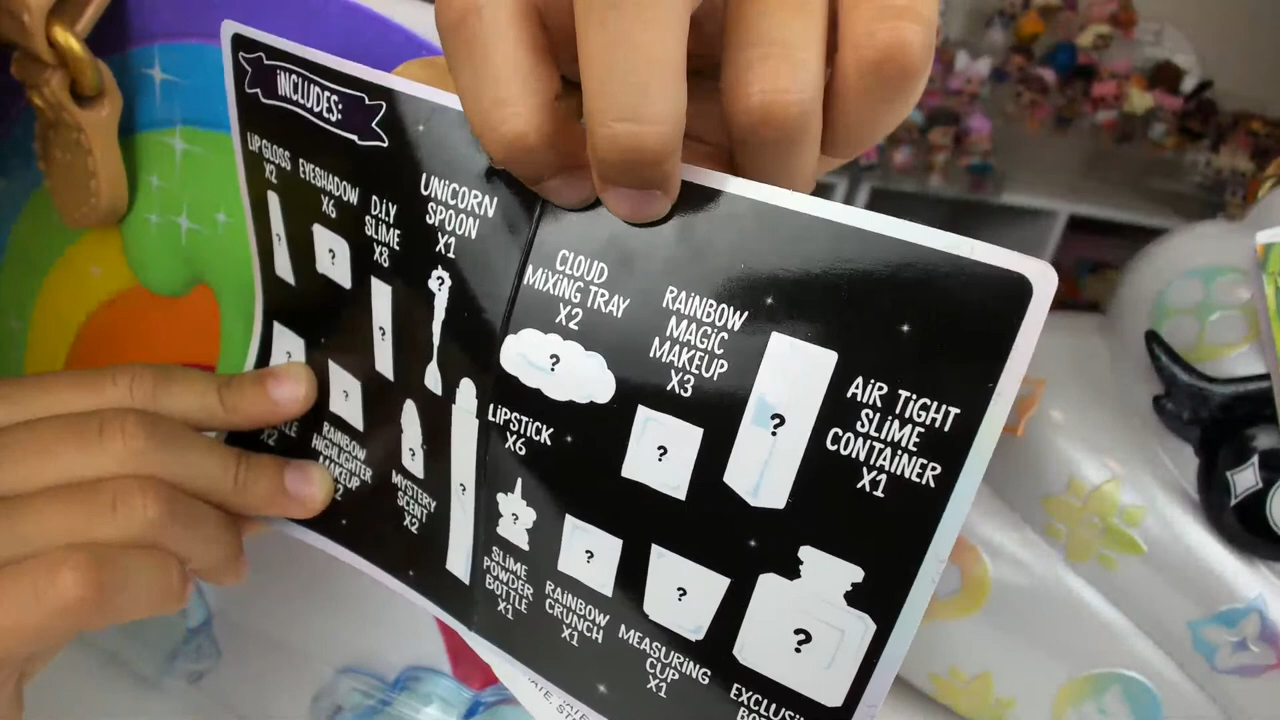 INCLUDES:
LIP GLOSS
X2
EYESHADOW
X6
D.I.Y
SLIME
X8
UNICORN
SPOON
X1
CLOUD
MIXING TRAY
X2
RAINBOW
MAGIC
MAKEUP
X3
AIR TIGHT
SLIME
CONTAINER
X1
?
?
?
?
?
?
?
?
?
?
X2
RAINBOW
HIGHLIGHTER
MAKEUP
?
MYSTERY
SCENT
X2
?
LIPSTICK
X6
?
SLIME
POWDER
BOTTLE
X1
?
RAINBOW
CRUNCH
X1
?
MEASURING
CUP
X1
?